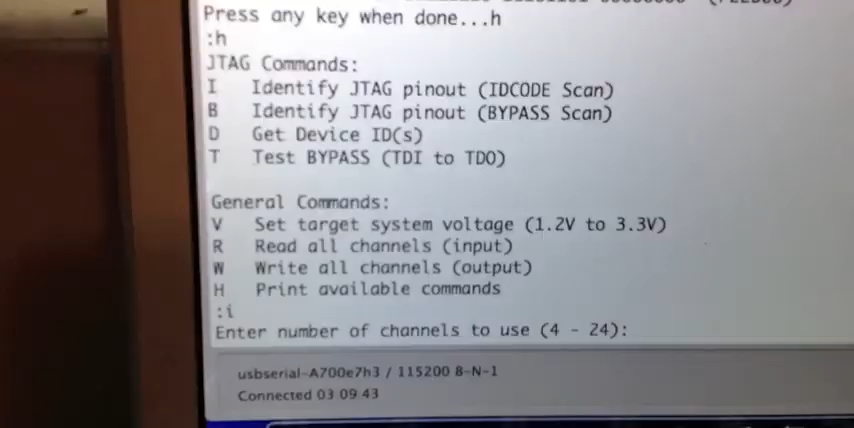 Press any key when done...h
:h
JTAG Commands:
I Identify JTAG pinout (IDCODE Scan)
B Identify JTAG pinout (BYPASS Scan)
D Get Device ID(s)
T Test BYPASS (TDI to TDO)
General Commands:
V Set target system voltage (1.2V to 3.3V)
R Read all channels (input)
W Write all channels (output)
H Print available commands
:i
Enter number of channels to use (4 - 24):
usbserial-A700e7h3 / 115200 8-N-1
Connected 03:09:43